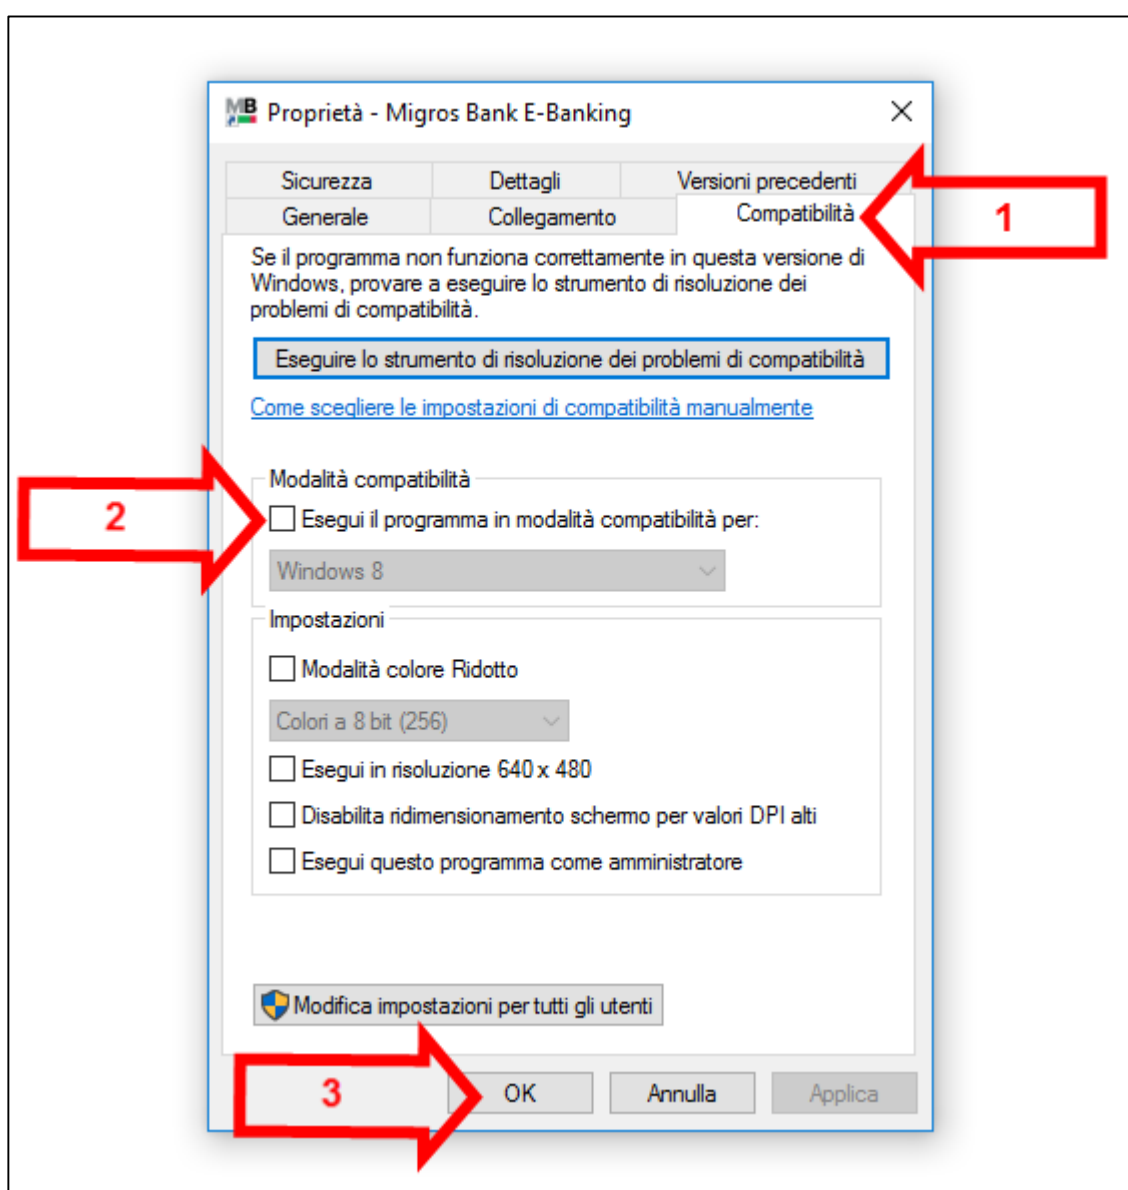 MB Proprietà - Migros Bank E-Banking
Sicurezza Dettagli Versioni precedenti
Generale Collegamento Compatibilità
1
Se il programma non funziona correttamente in questa versione di
Windows, provare a eseguire lo strumento di risoluzione dei
problemi di compatibilità.
Eseguire lo strumento di risoluzione dei problemi di compatibilità
Come scegliere le impostazioni di compatibilità manualmente
Modalità compatibilità
2
Esegui il programma in modalità compatibilità per:
Windows 8
Impostazioni
Modalità colore Ridotto
Colori a 8 bit (256)
Esegui in risoluzione 640 x 480
Disabilita ridimensionamento schermo per valori DPI alti
Esegui questo programma come amministratore
Modifica impostazioni per tutti gli utenti
3
OK Annulla Applica